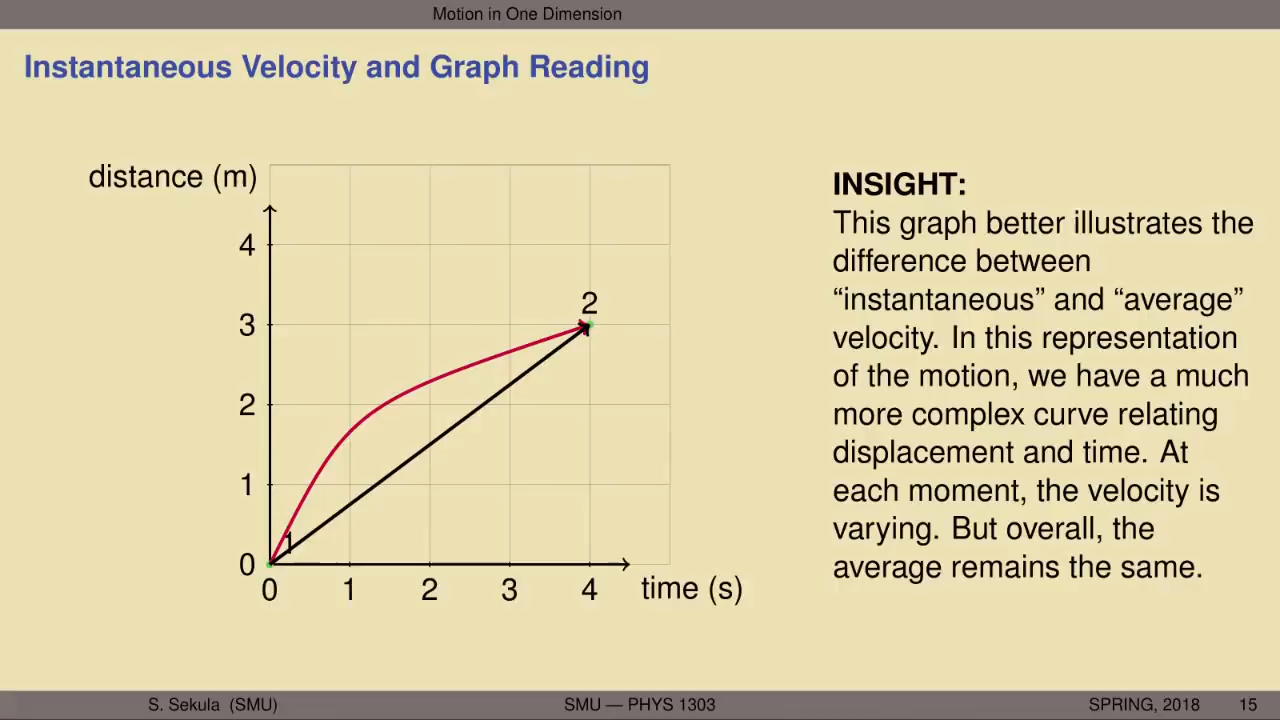 Motion in One Dimension
Instantaneous Velocity and Graph Reading
distance (m)
4
3
2
1
0
0 1 2 3 4
time (s)
1
2
INSIGHT:
This graph better illustrates the
difference between
“instantaneous” and “average”
velocity. In this representation
of the motion, we have a much
more complex curve relating
displacement and time. At
each moment, the velocity is
varying. But overall, the
average remains the same.
S. Sekula (SMU) SMU — PHYS 1303 SPRING, 2018 15